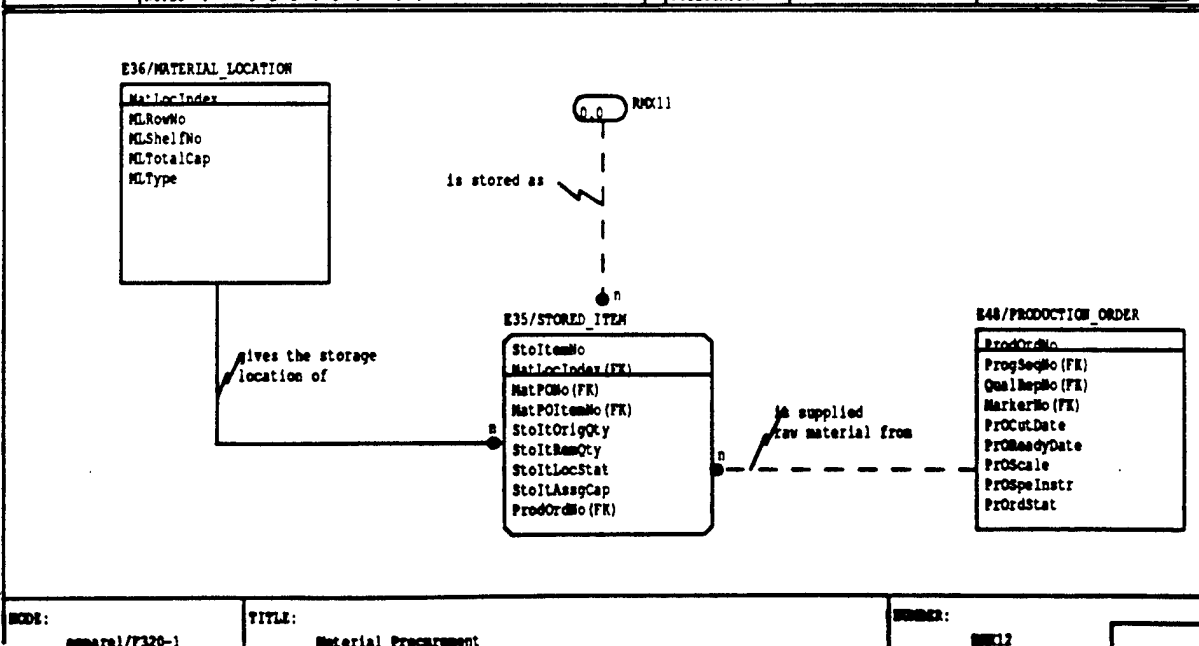 E36/MATERIAL_LOCATION
MatLocIndex
MLRowNo
MLShelfNo
MLTotalCap
MLType
0.0
RMX11
is stored as
n
gives the storage
location of
E35/STORED_ITEM
StoItemNo
MatLocIndex(FK)
MatPONo(FK)
MatPOItemNo(FK)
StoItOrigQty
StoItRemQty
StoItLocStat
StoItAssgCap
ProdOrdNo(FK)
n
is supplied
raw material from
n
E48/PRODUCTION_ORDER
ProdOrdNo
ProgSeqNo(FK)
QualRepNo(FK)
MarkerNo(FK)
PrOCutDate
PrOReadyDate
PrOScale
PrOSpeInstr
PrOrdStat
NODE:
apparel/F320-1
TITLE:
Material Procurement
NUMBER:
RMX12